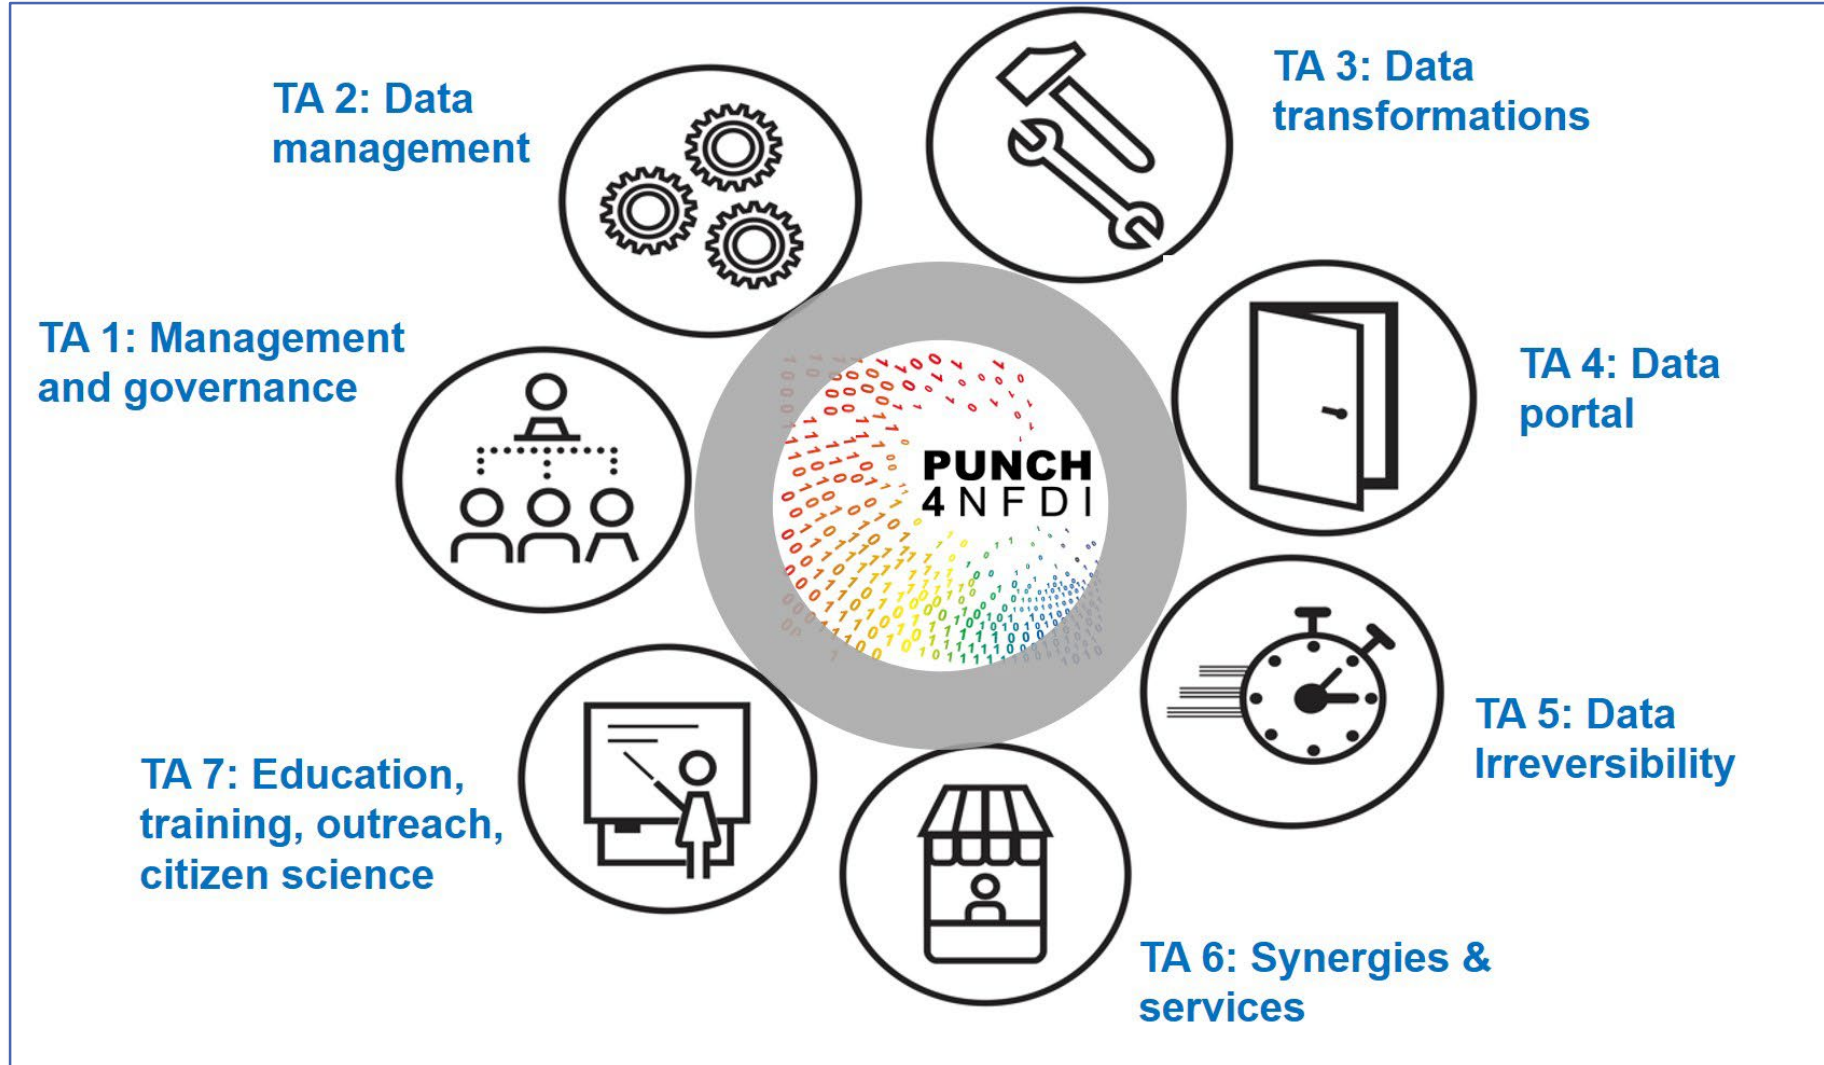 TA 3: Data
transformations
TA 2: Data
management
TA 1: Management
and governance
TA 4: Data
portal
PUNCH
4NFDI
TA 5: Data
Irreversibility
TA 7: Education,
training, outreach,
citizen science
TA 6: Synergies &
services